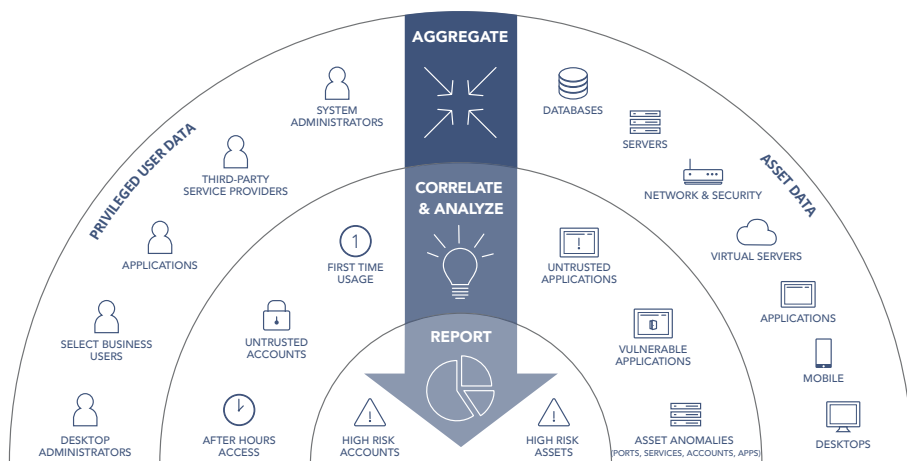 AGGREGATE
PRIVILEGED USER DATA
SYSTEM
ADMINISTRATORS
THIRD-PARTY
SERVICE PROVIDERS
APPLICATIONS
SELECT BUSINESS
USERS
DESKTOP
ADMINISTRATORS
ASSET DATA
DATABASES
SERVERS
NETWORK & SECURITY
VIRTUAL SERVERS
APPLICATIONS
MOBILE
DESKTOPS
CORRELATE
& ANALYZE
1
FIRST TIME
USAGE
UNTRUSTED
ACCOUNTS
AFTER HOURS
ACCESS
UNTRUSTED
APPLICATIONS
VULNERABLE
APPLICATIONS
ASSET ANOMALIES
(PORTS, SERVICES, ACCOUNTS, APPS)
REPORT
HIGH RISK
ACCOUNTS
HIGH RISK
ASSETS